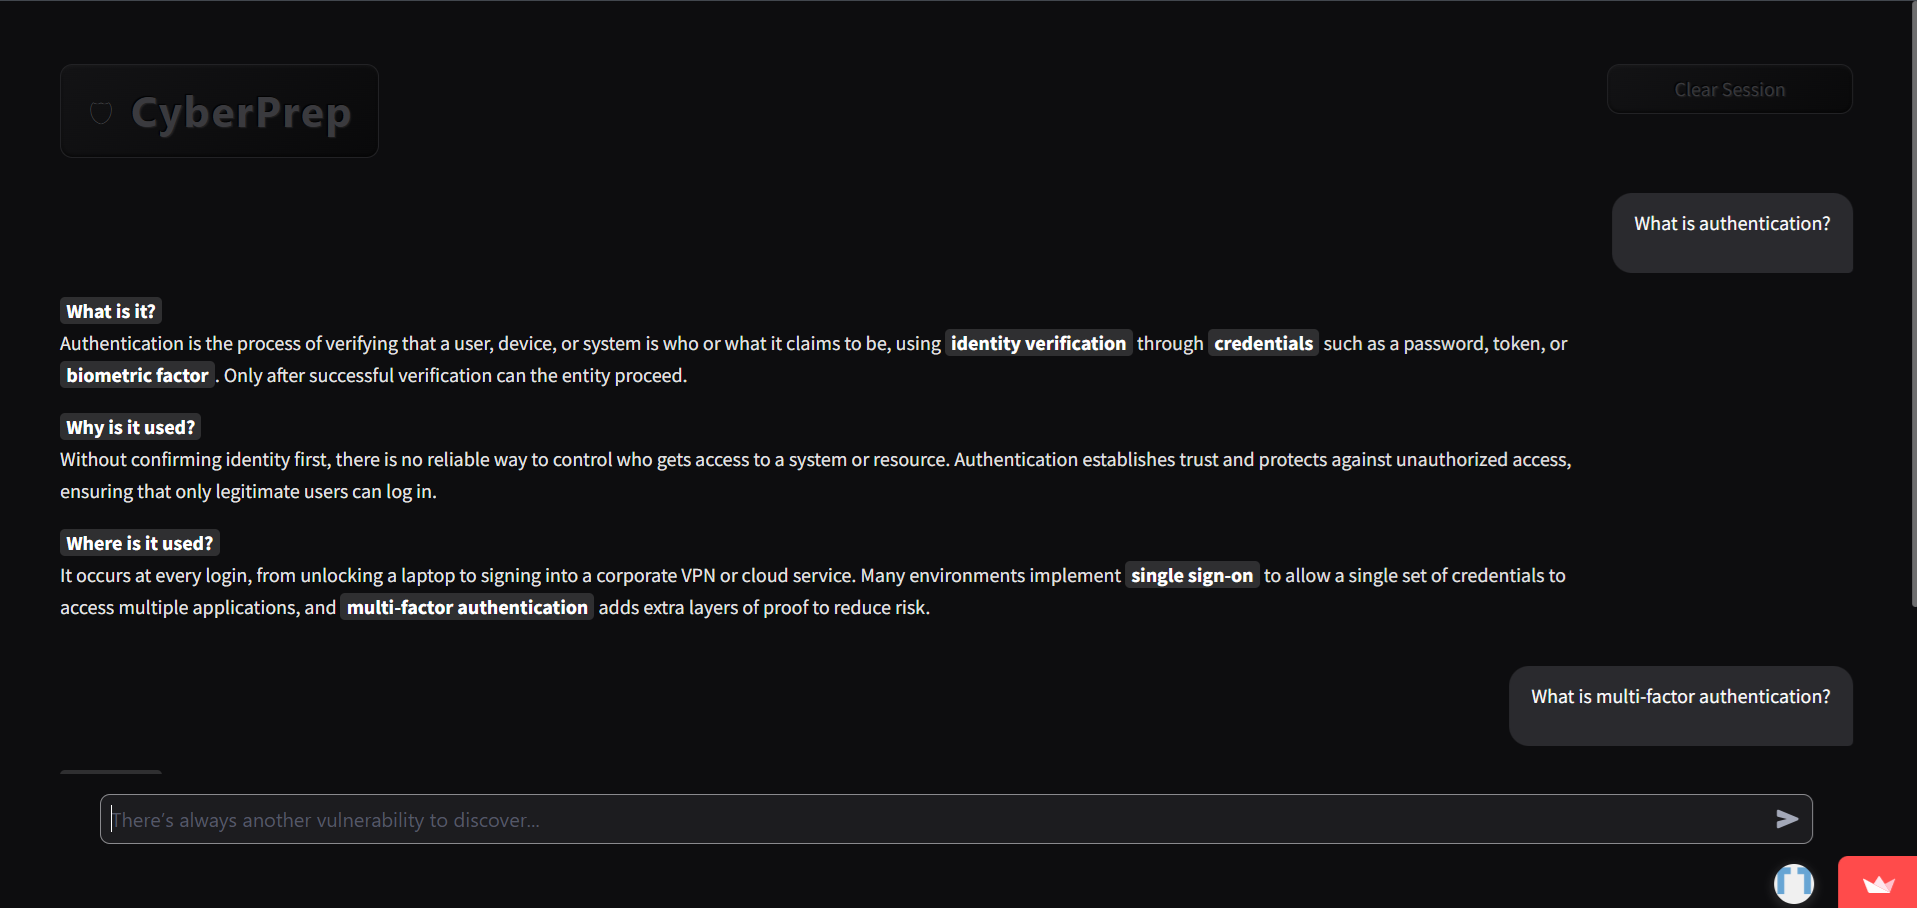 CyberPrep
Clear Session
What is authentication?
What is it?
Authentication is the process of verifying that a user, device, or system is who or what it claims to be, using identity verification through credentials such as a password, token, or
biometric factor. Only after successful verification can the entity proceed.
Why is it used?
Without confirming identity first, there is no reliable way to control who gets access to a system or resource. Authentication establishes trust and protects against unauthorized access,
ensuring that only legitimate users can log in.
Where is it used?
It occurs at every login, from unlocking a laptop to signing into a corporate VPN or cloud service. Many environments implement single sign-on to allow a single set of credentials to
access multiple applications, and multi-factor authentication adds extra layers of proof to reduce risk.
What is multi-factor authentication?
There's always another vulnerability to discover...